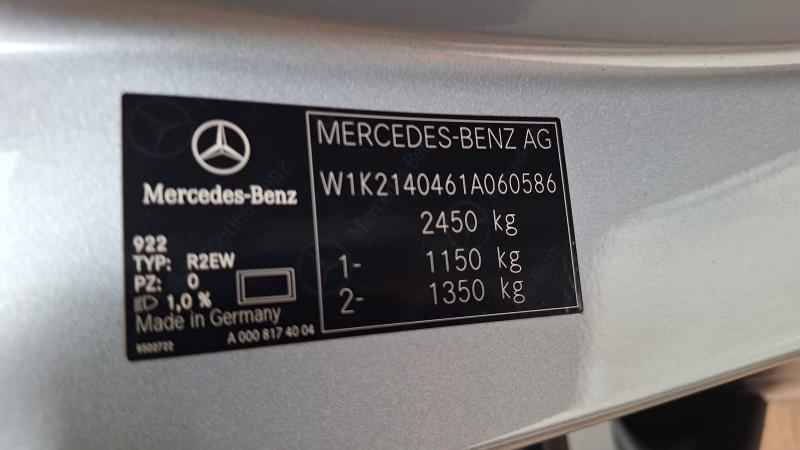 Mercedes-Benz
922
TYP: R2EW
PZ: 0
1,0 %
Made in Germany
9502722
A 000 817 40 04
MERCEDES-BENZ AG
W1K2140461A060586
2450 kg
1- 1150 kg
2- 1350 kg